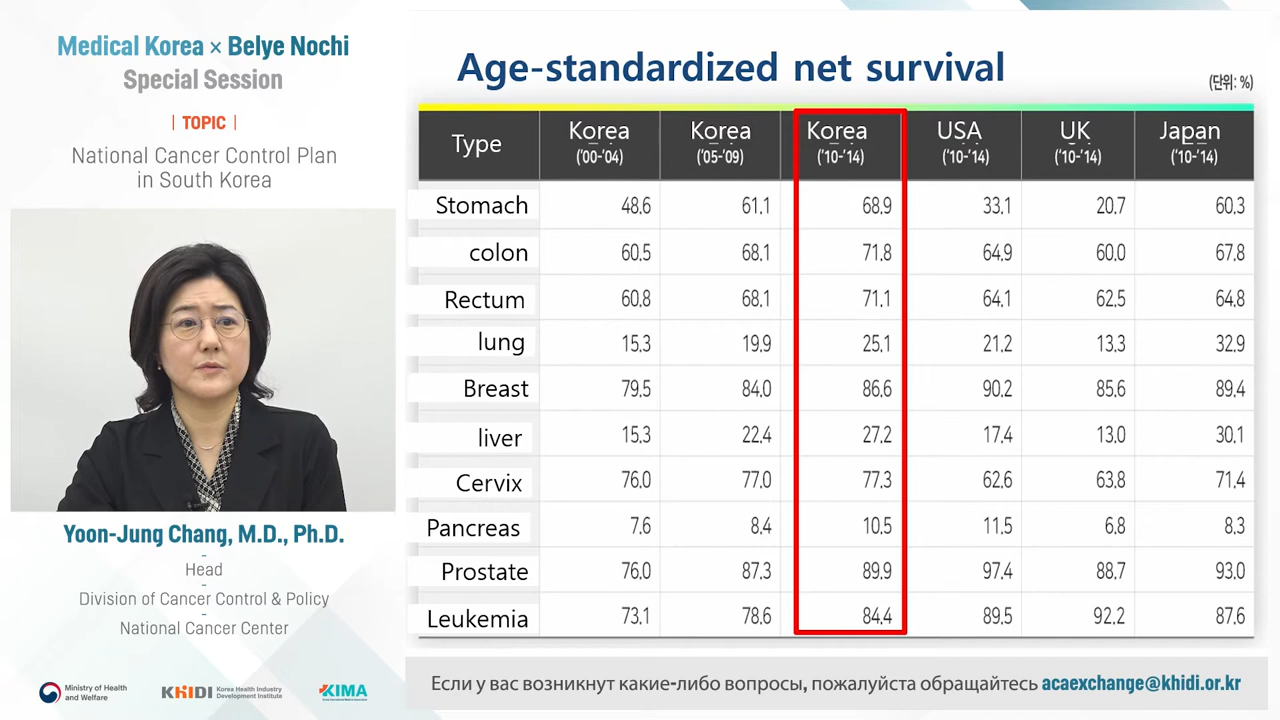 Medical Korea × Belye Nochi
Special Session
| TOPIC |
National Cancer Control Plan
in South Korea
Yoon-Jung Chang, M.D., Ph.D.
Head
Division of Cancer Control & Policy
National Cancer Center
Ministry of Health
and Welfare
KHIDI
Korea Health Industry
Development Institute
KIMA
Age-standardized net survival
(단위: %)
Type Korea ('00-'04) Korea ('05-'09) Korea ('10-'14) USA ('10-'14) UK ('10-'14) Japan ('10-'14)
Stomach 48.6 61.1 68.9 33.1 20.7 60.3
colon 60.5 68.1 71.8 64.9 60.0 67.8
Rectum 60.8 68.1 71.1 64.1 62.5 64.8
lung 15.3 19.9 25.1 21.2 13.3 32.9
Breast 79.5 84.0 86.6 90.2 85.6 89.4
liver 15.3 22.4 27.2 17.4 13.0 30.1
Cervix 76.0 77.0 77.3 62.6 63.8 71.4
Pancreas 7.6 8.4 10.5 11.5 6.8 8.3
Prostate 76.0 87.3 89.9 97.4 88.7 93.0
Leukemia 73.1 78.6 84.4 89.5 92.2 87.6
Если у вас возникнут какие-либо вопросы, пожалуйста обращайтесь acaexchange@khidi.or.kr